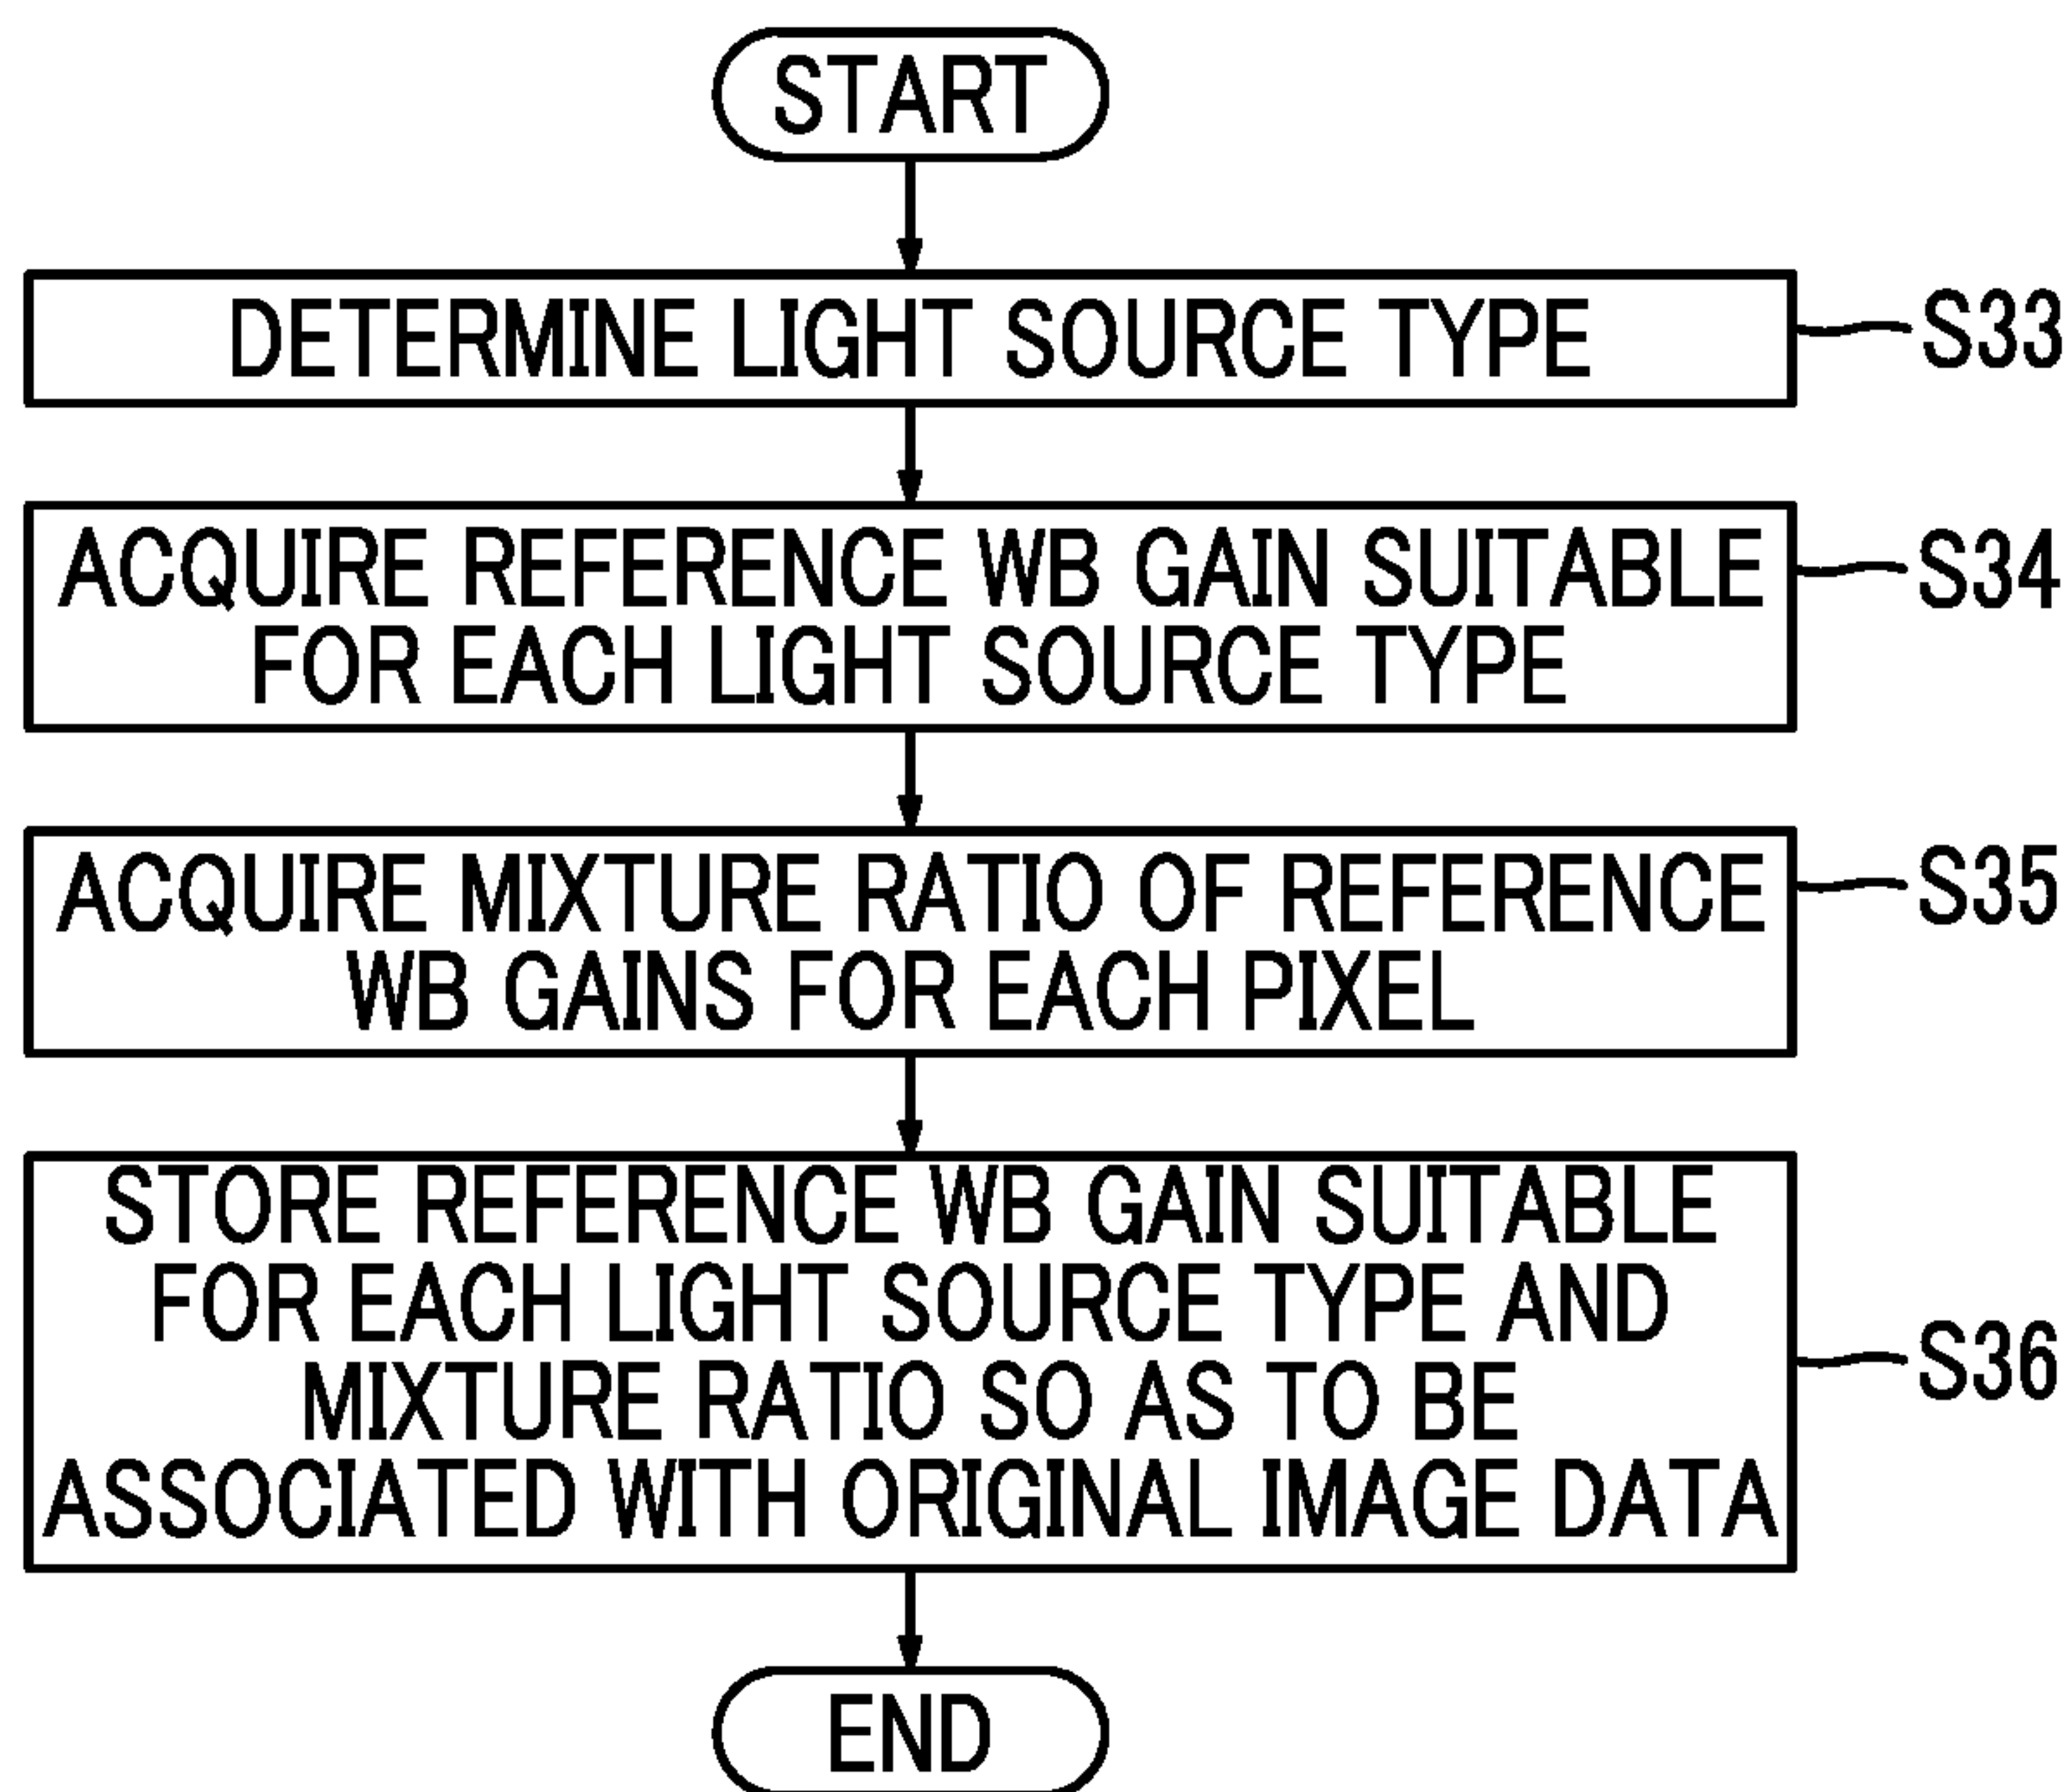 START
DETERMINE LIGHT SOURCE TYPE
S33
ACQUIRE REFERENCE WB GAIN SUITABLE
FOR EACH LIGHT SOURCE TYPE
S34
ACQUIRE MIXTURE RATIO OF REFERENCE
WB GAINS FOR EACH PIXEL
S35
STORE REFERENCE WB GAIN SUITABLE
FOR EACH LIGHT SOURCE TYPE AND
MIXTURE RATIO SO AS TO BE
ASSOCIATED WITH ORIGINAL IMAGE DATA
S36
END